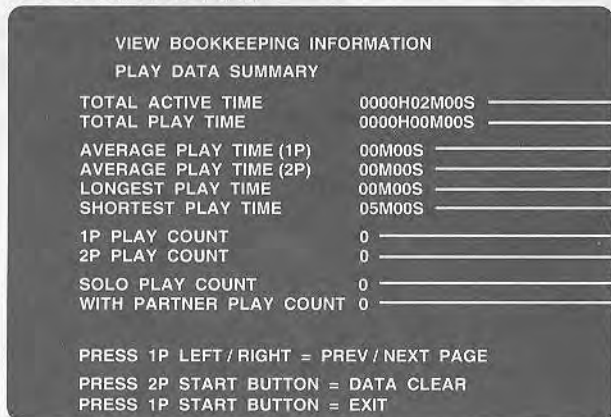 VIEW BOOKKEEPING INFORMATION
PLAY DATA SUMMARY
TOTAL ACTIVE TIME 0000H02M00S
TOTAL PLAY TIME 0000H00M00S
AVERAGE PLAY TIME (1P) 00M00S
AVERAGE PLAY TIME (2P) 00M00S
LONGEST PLAY TIME 00M00S
SHORTEST PLAY TIME 05M00S
1P PLAY COUNT 0
2P PLAY COUNT 0
SOLO PLAY COUNT 0
WITH PARTNER PLAY COUNT 0
PRESS 1P LEFT / RIGHT = PREV / NEXT PAGE
PRESS 2P START BUTTON = DATA CLEAR
PRESS 1P START BUTTON = EXIT